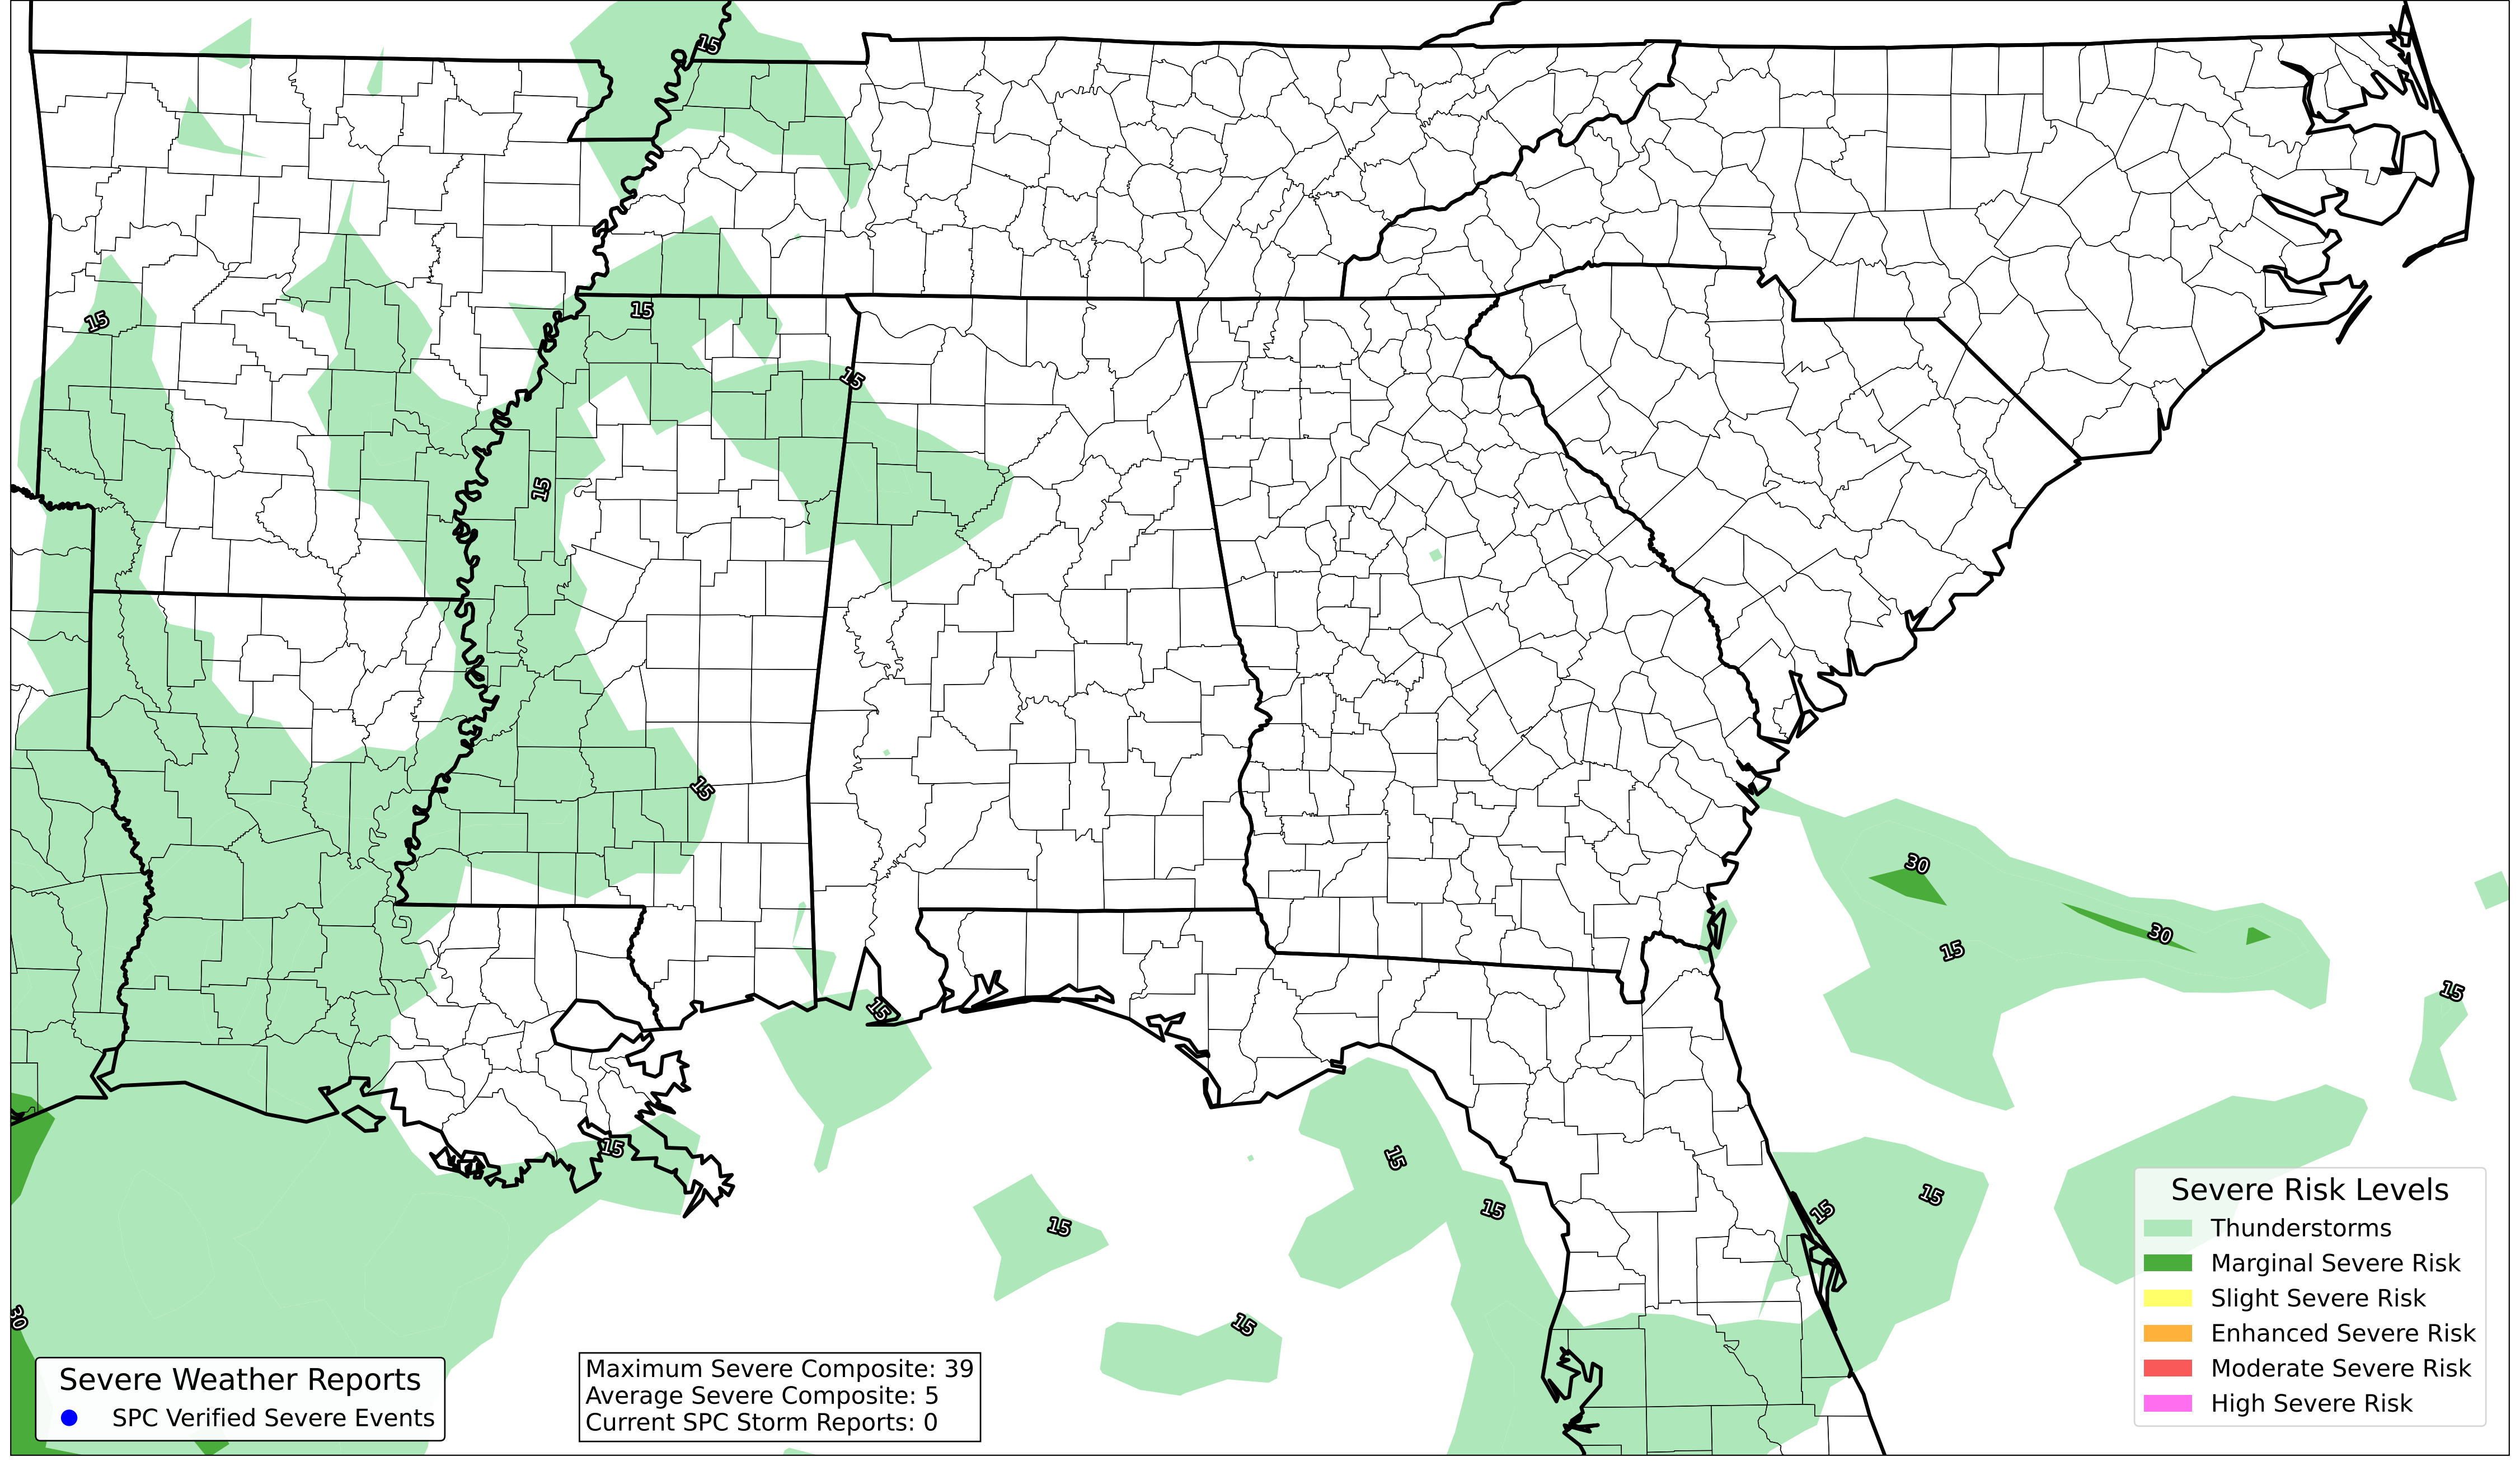 15
15
15
15
15
15
30
30
15
15
15
15
15
15
15
15
15
15
30
Severe Risk Levels
Thunderstorms
Marginal Severe Risk
Slight Severe Risk
Enhanced Severe Risk
Moderate Severe Risk
High Severe Risk
Severe Weather Reports
SPC Verified Severe Events
Maximum Severe Composite: 39
Average Severe Composite: 5
Current SPC Storm Reports: 0